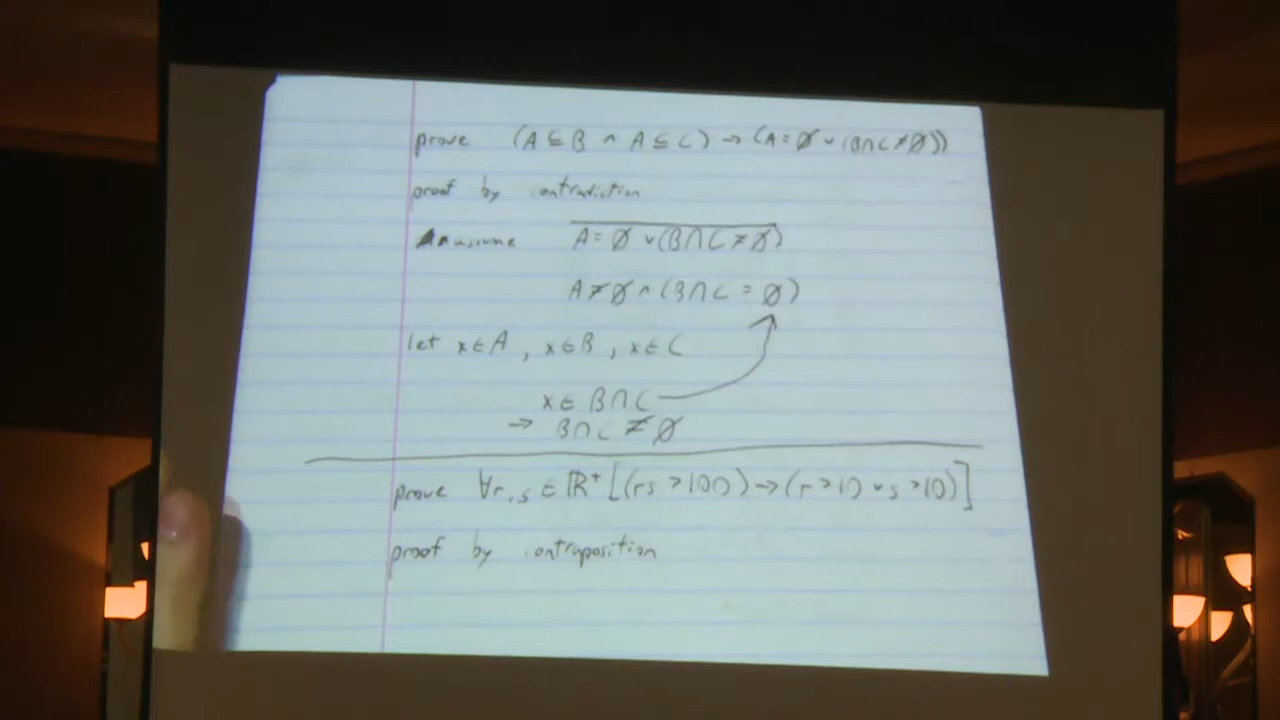 prove (A ⊆ B ∧ A ⊆ C) → (A = ∅ ∨ (B∩C ≠ ∅))
proof by contradiction
assume A = ∅ ∨ (B∩C ≠ ∅)
A ≠ ∅ ∧ (B∩C = ∅)
let x ∈ A , x ∈ B , x ∈ C
x ∈ B∩C
→ B∩C ≠ ∅
prove ∀r,s ∈ ℝ⁺ [(rs > 100) → (r > 10 ∨ s > 10)]
proof by contraposition